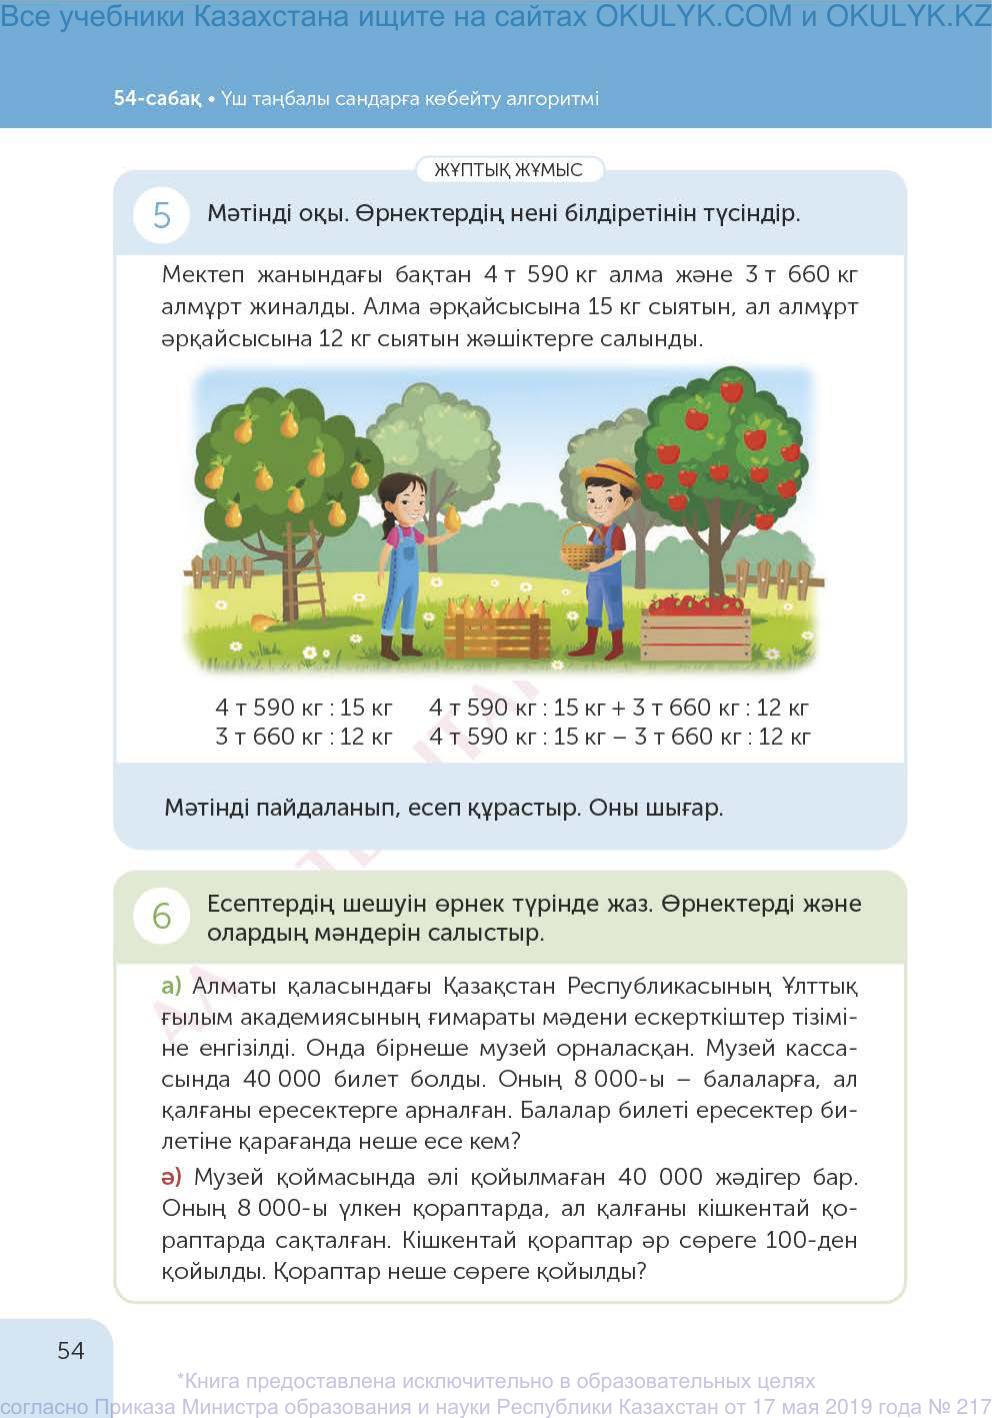 Все учебники Казахстана ищите на сайтах OKULYK.COM и OKULYK.KZ
54-сабақ • Үш таңбалы сандарға көбейту алгоритмі
ЖҰПТЫҚ ЖҰМЫС
5
Мәтінді оқы. Өрнектердің нені білдіретінін түсіндір.
Мектеп жанындағы бақтан 4 т 590 кг алма және 3 т 660 кг
алмұрт жиналды. Алма әрқайсысына 15 кг сыятын, ал алмұрт
әрқайсысына 12 кг сыятын жәшіктерге салынды.
4 т 590 кг : 15 кг 4 т 590 кг : 15 кг + 3 т 660 кг : 12 кг
3 т 660 кг : 12 кг 4 т 590 кг : 15 кг – 3 т 660 кг : 12 кг
Мәтінді пайдаланып, есеп құрастыр. Оны шығар.
6
Есептердің шешуін өрнек түрінде жаз. Өрнектерді және
олардың мәндерін салыстыр.
а) Алматы қаласындағы Қазақстан Республикасының Ұлттық
ғылым академиясының ғимараты мәдени ескерткіштер тізімі-
не енгізілді. Онда бірнеше музей орналасқан. Музей касса-
сында 40 000 билет болды. Оның 8 000-ы – балаларға, ал
қалғаны ересектерге арналған. Балалар билеті ересектер би-
летіне қарағанда неше есе кем?
ә) Музей қоймасында әлі қойылмаған 40 000 жәдігер бар.
Оның 8 000-ы үлкен қораптарда, ал қалғаны кішкентай қо-
раптарда сақталған. Кішкентай қораптар әр сөреге 100-ден
қойылды. Қораптар неше сөреге қойылды?
54
*Книга предоставлена исключительно в образовательных целях
согласно Приказа Министра образования и науки Республики Казахстан от 17 мая 2019 года № 217